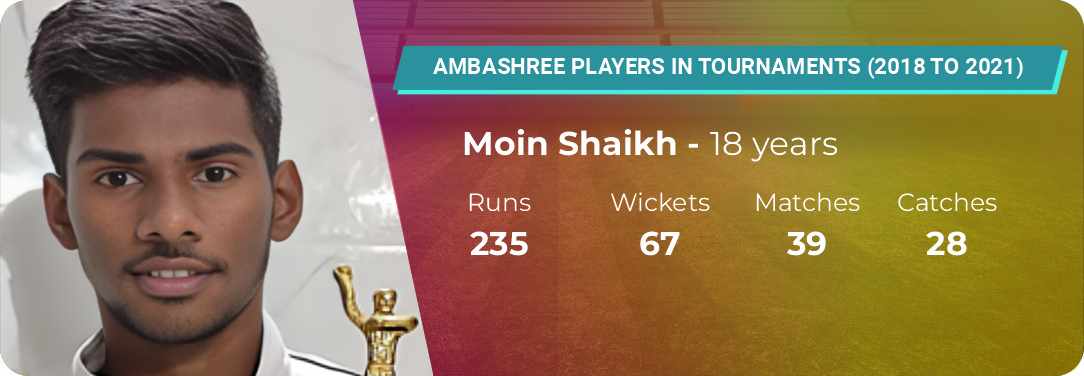 AMBASHREE PLAYERS IN TOURNAMENTS (2018 TO 2021)
Moin Shaikh - 18 years
Runs Wickets Matches Catches
235 67 39 28